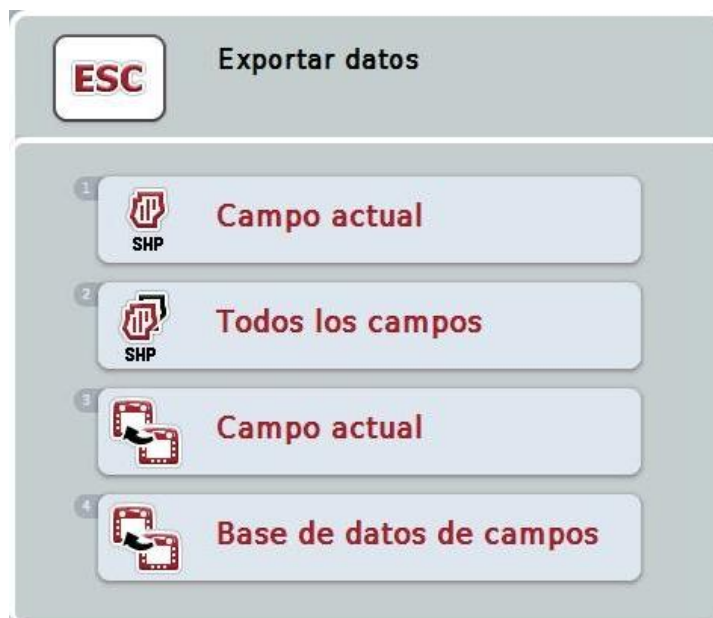 ESC
Exportar datos
1
Campo actual
SHP
2
Todos los campos
SHP
3
Campo actual
4
Base de datos de campos